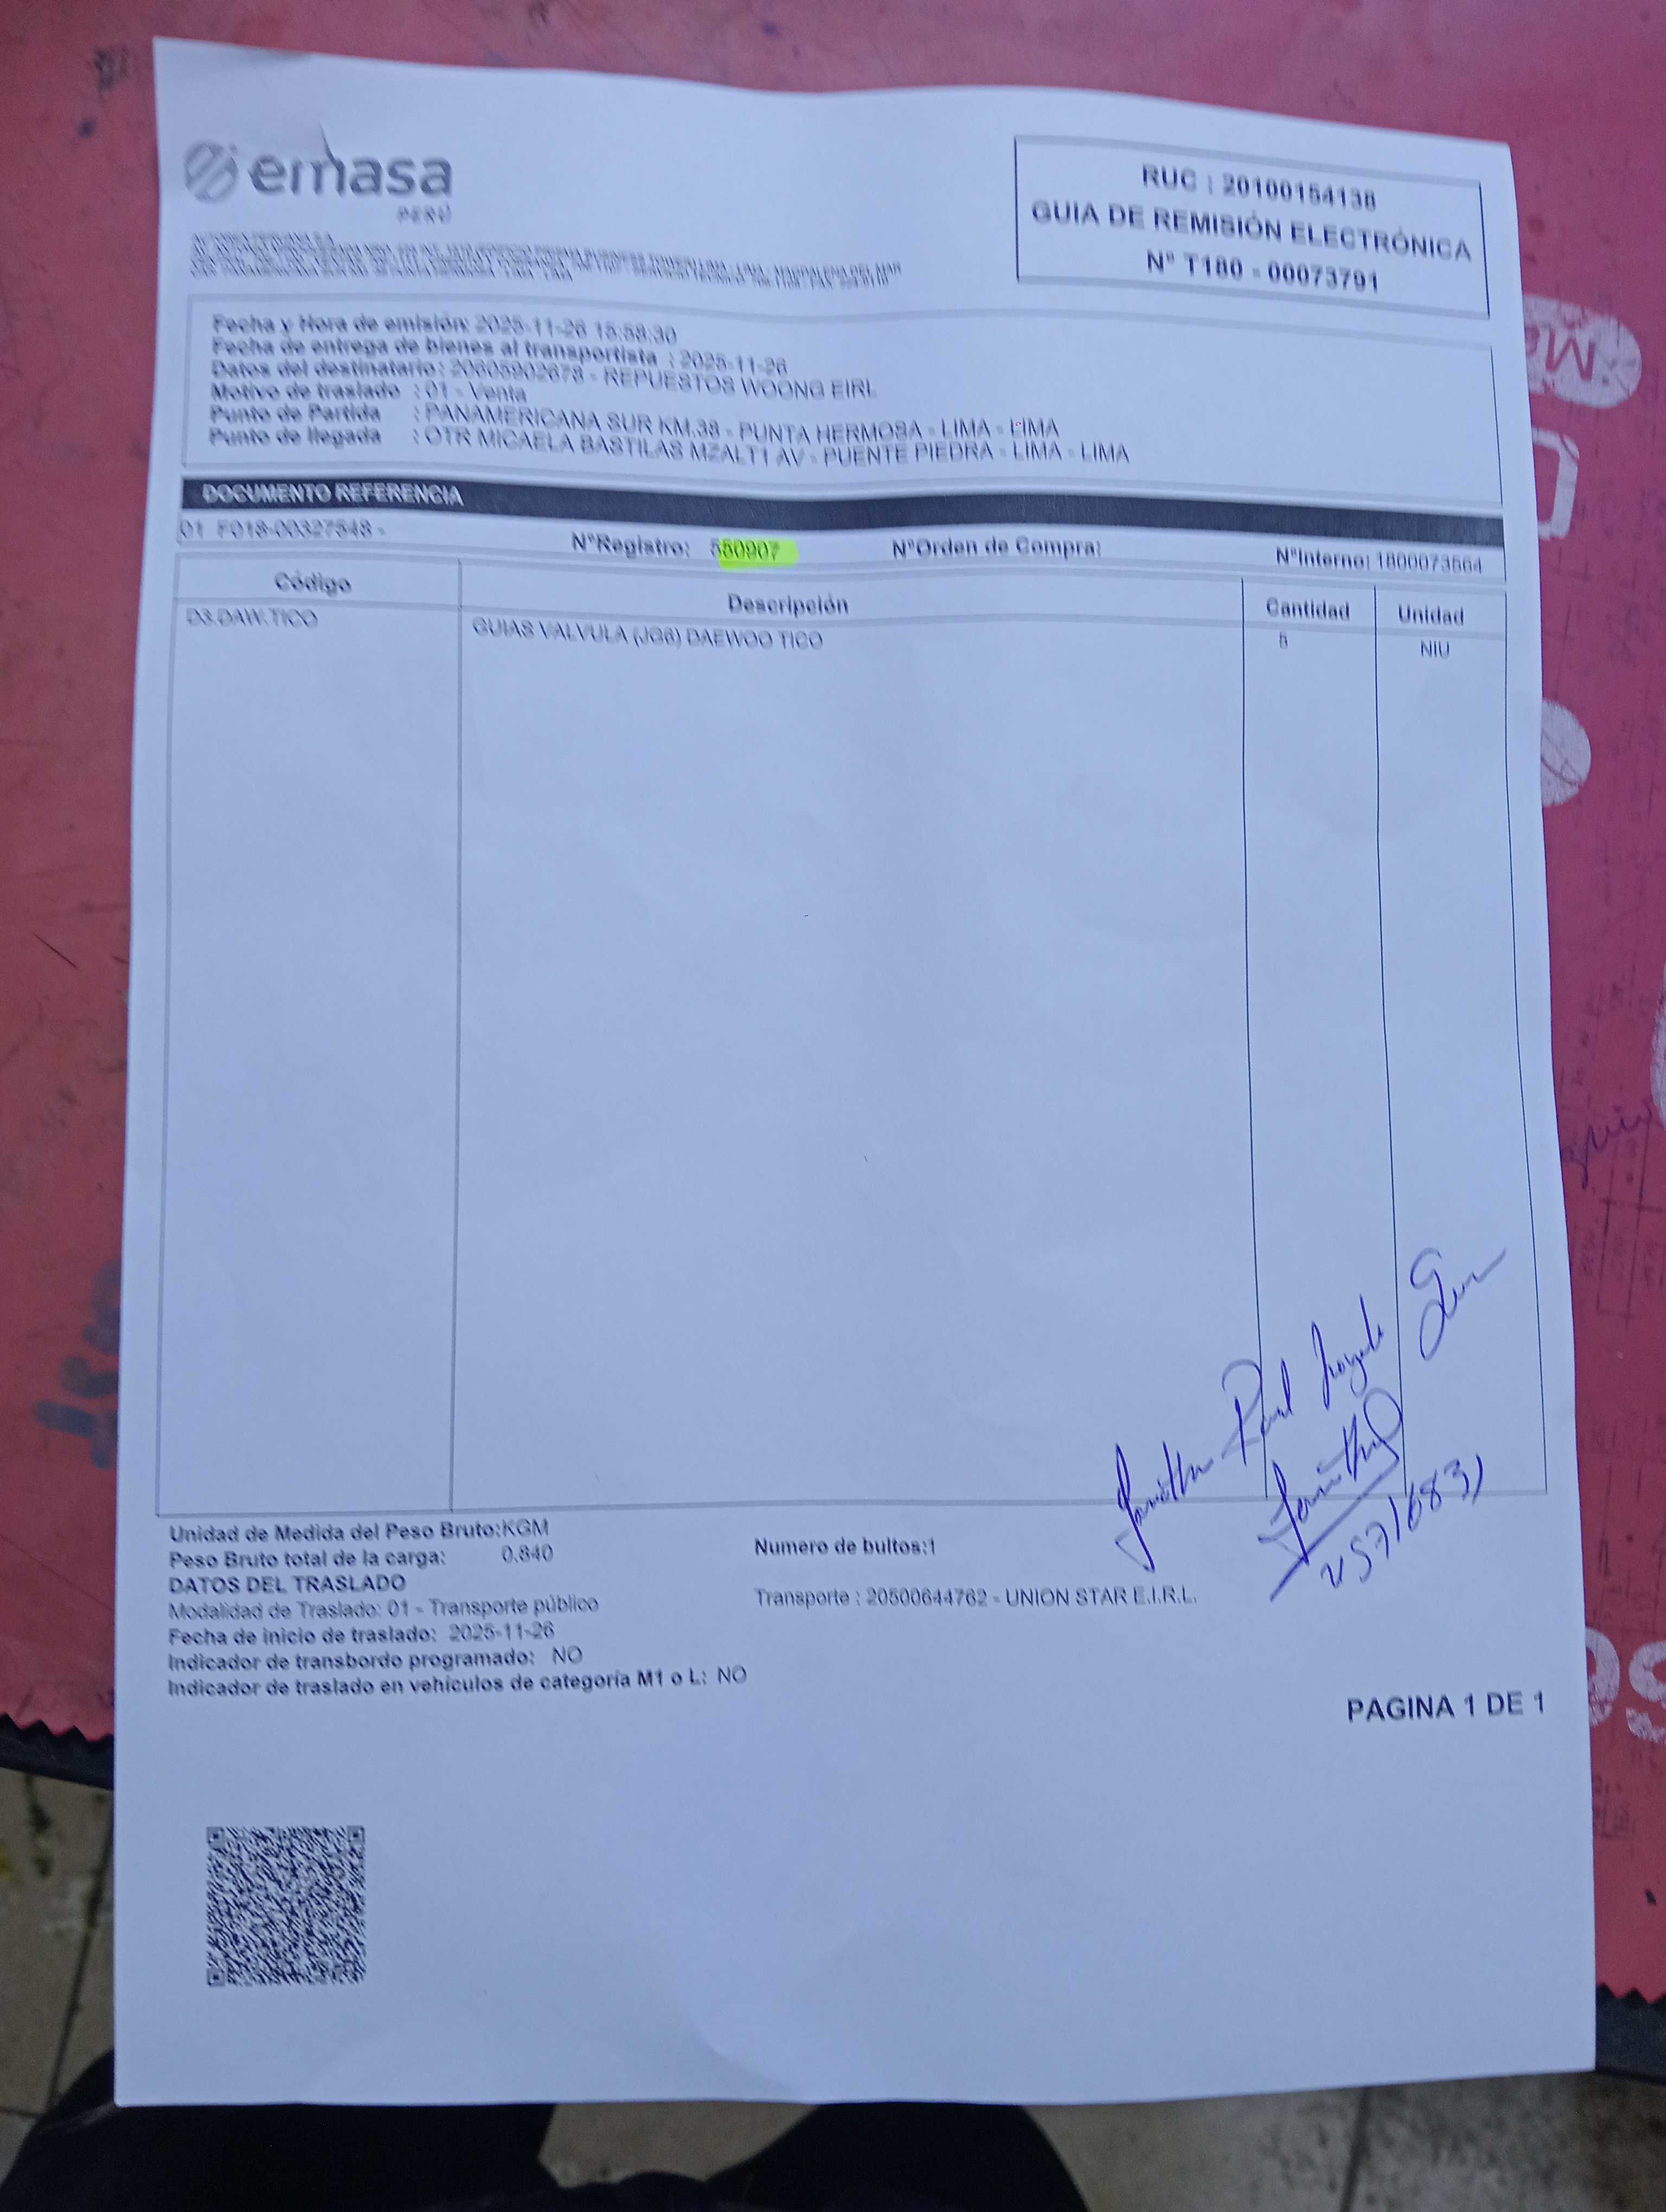 emasa
PERÚ
RUC : 20100154138
GUIA DE REMISIÓN ELECTRÓNICA
N° T180 - 00073791
Fecha y Hora de emisión: 2025-11-26 15:58:30
Fecha de entrega de bienes al transportista : 2025-11-26
Datos del destinatario: 20605902678 - REPUESTOS WOONG EIRL
Motivo de traslado : 01 - Venta
Punto de Partida : PANAMERICANA SUR KM.38 - PUNTA HERMOSA - LIMA - LIMA
Punto de llegada : OTR MICAELA BASTILAS MZALT1 AV - PUENTE PIEDRA - LIMA - LIMA
DOCUMENTO REFERENCIA
01 F018-00327548 -
N°Registro: 550907 N°Orden de Compra: N°Interno: 1800073564
Código Descripción Cantidad Unidad
D3.DAW.TICO GUIAS VALVULA (JG6) DAEWOO TICO NIU
Unidad de Medida del Peso Bruto:KGM
Peso Bruto total de la carga: 0.840 Numero de bultos:1
DATOS DEL TRASLADO
Modalidad de Traslado: 01 - Transporte público Transporte : 20500644762 - UNION STAR E.I.R.L.
Fecha de inicio de traslado: 2025-11-26
Indicador de transbordo programado: NO
Indicador de traslado en vehículos de categoría M1 o L: NO
PAGINA 1 DE 1